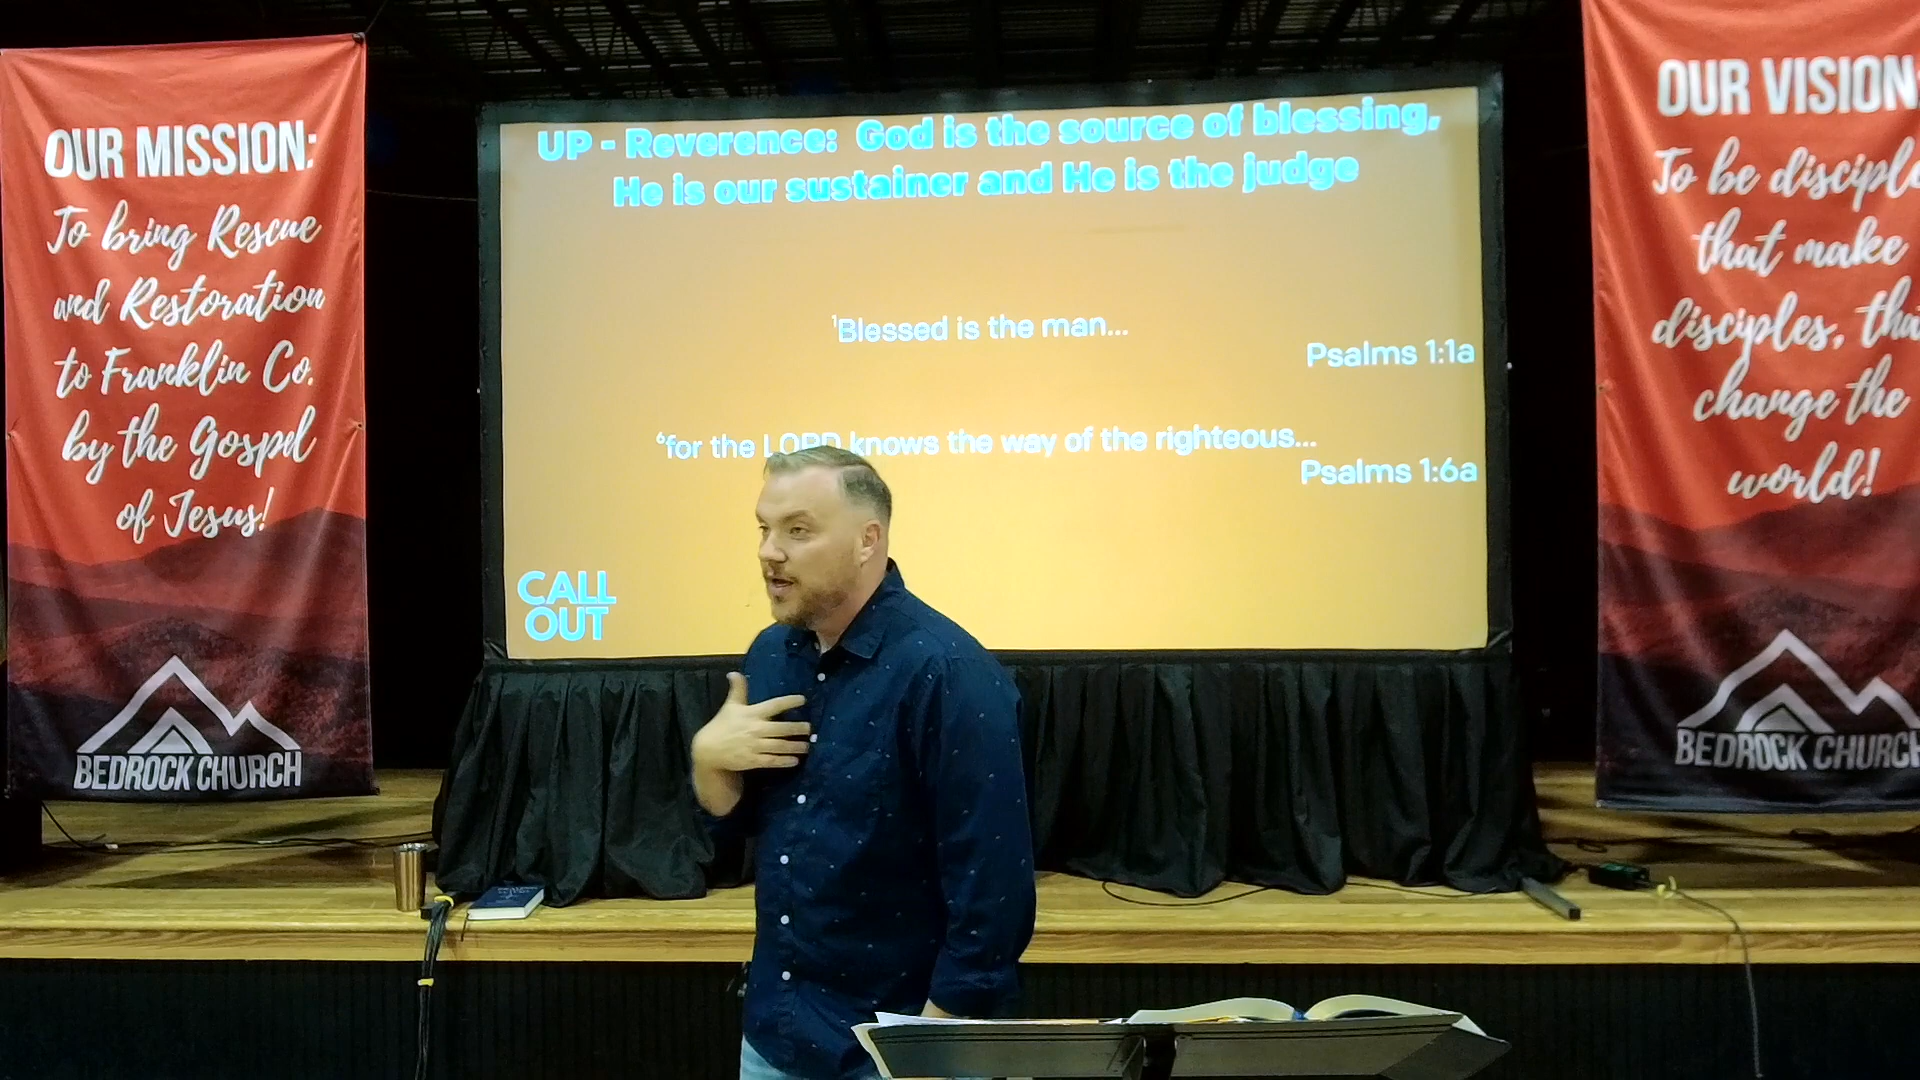 OUR MISSION:
To bring Rescue
and Restoration
to Franklin Co.
by the Gospel
of Jesus!
BEDROCK CHURCH
UP - Reverence: God is the source of blessing,
He is our sustainer and He is the judge
¹Blessed is the man...
Psalms 1:1a
⁶for the LORD knows the way of the righteous...
Psalms 1:6a
CALL
OUT
OUR VISION:
To be disciple
that make
disciples, tha
change the
world!
BEDROCK CHURCH